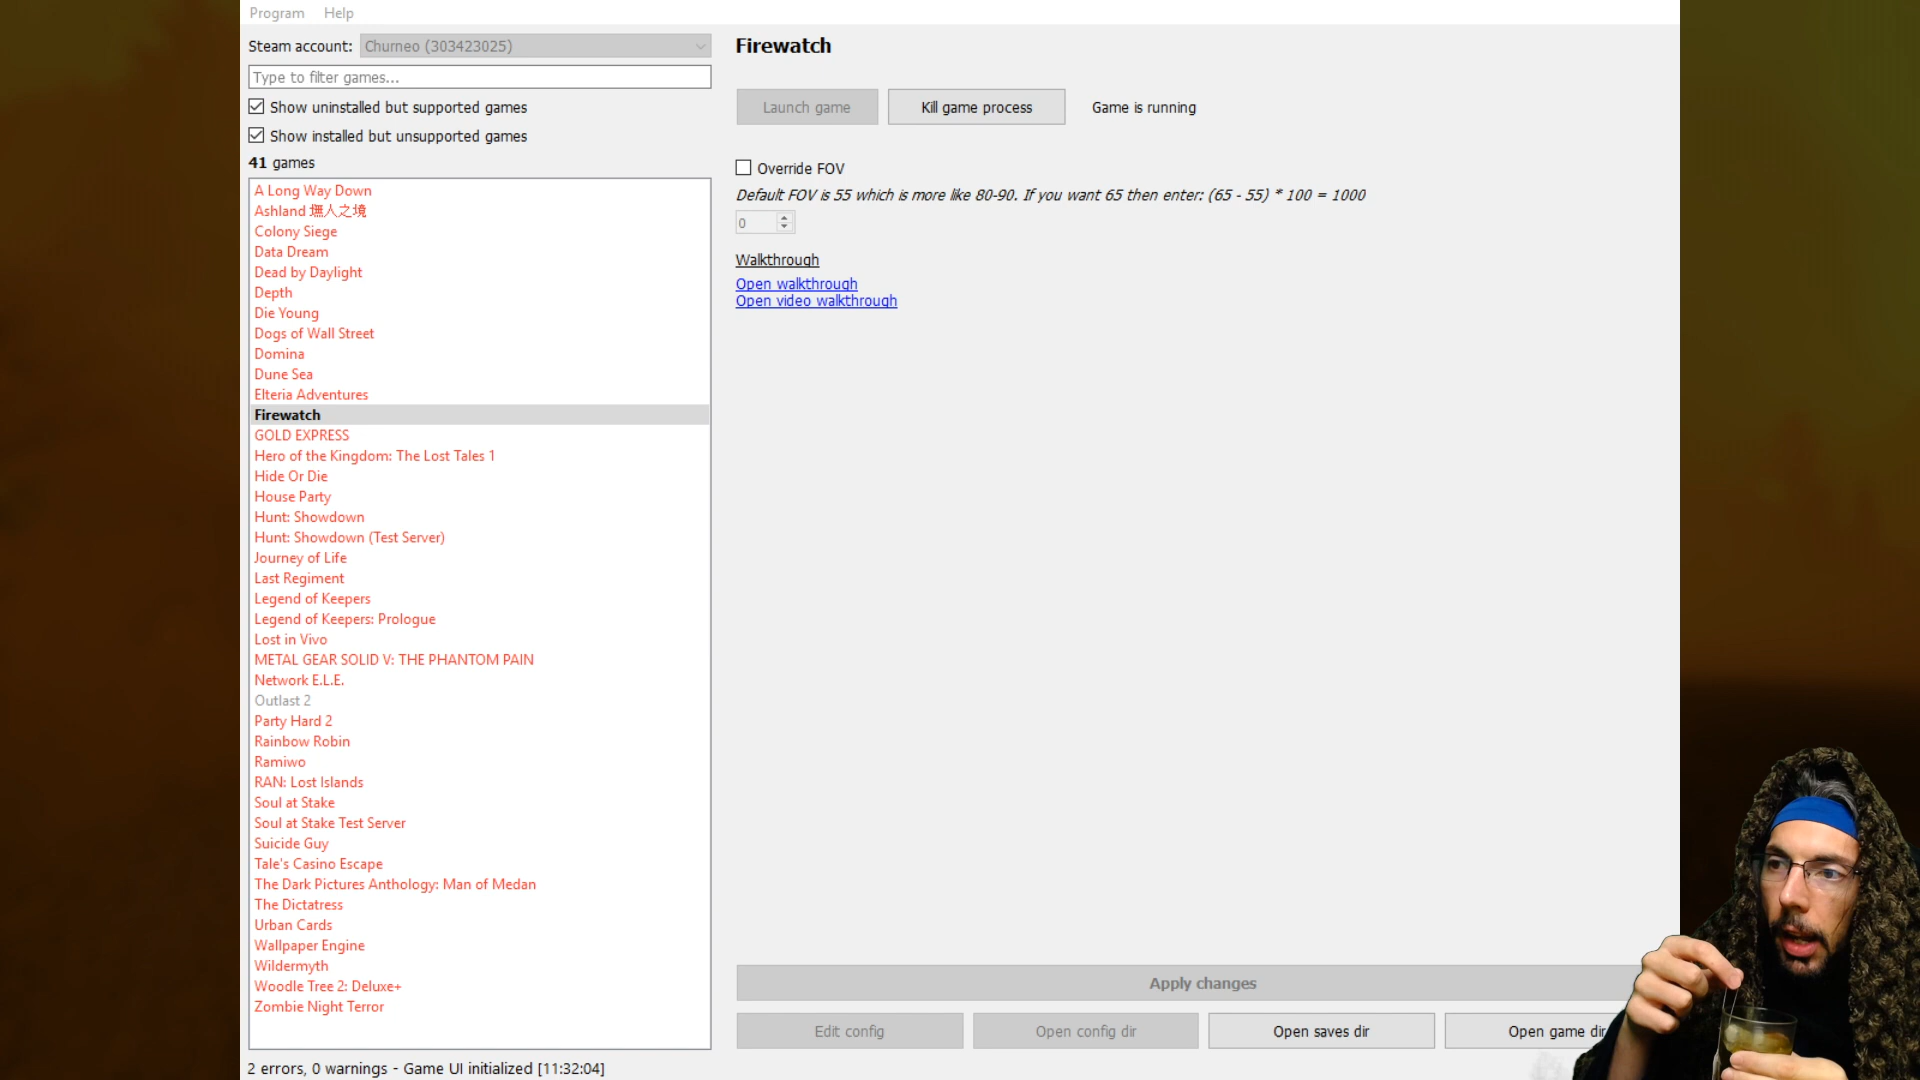 Program Help
Steam account: Churneo (303423025)
Type to filter games...
Show uninstalled but supported games
Show installed but unsupported games
41 games
A Long Way Down
Ashland 憮人之境
Colony Siege
Data Dream
Dead by Daylight
Depth
Die Young
Dogs of Wall Street
Domina
Dune Sea
Elteria Adventures
Firewatch
GOLD EXPRESS
Hero of the Kingdom: The Lost Tales 1
Hide Or Die
House Party
Hunt: Showdown
Hunt: Showdown (Test Server)
Journey of Life
Last Regiment
Legend of Keepers
Legend of Keepers: Prologue
Lost in Vivo
METAL GEAR SOLID V: THE PHANTOM PAIN
Network E.L.E.
Outlast 2
Party Hard 2
Rainbow Robin
Ramiwo
RAN: Lost Islands
Soul at Stake
Soul at Stake Test Server
Suicide Guy
Tale's Casino Escape
The Dark Pictures Anthology: Man of Medan
The Dictatress
Urban Cards
Wallpaper Engine
Wildermyth
Woodle Tree 2: Deluxe+
Zombie Night Terror
2 errors, 0 warnings - Game UI initialized [11:32:04]
Firewatch
Launch game Kill game process Game is running
Override FOV
Default FOV is 55 which is more like 80-90. If you want 65 then enter: (65 - 55) * 100 = 1000
0
Walkthrough
Open walkthrough
Open video walkthrough
Apply changes
Edit config Open config dir Open saves dir Open game dir